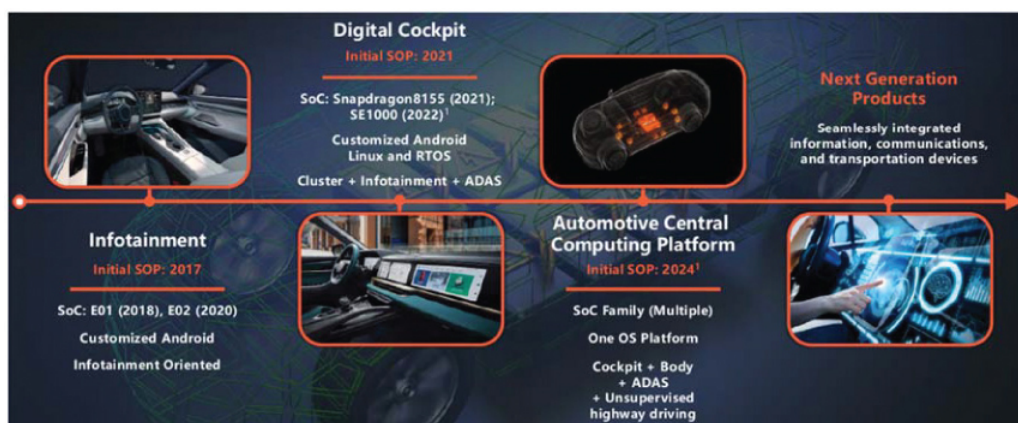 Digital Cockpit
Initial SOP: 2021
SoC: Snapdragon8155 (2021);
SE1000 (2022)¹
Customized Android
Linux and RTOS
Cluster + Infotainment + ADAS
Next Generation
Products
Seamlessly integrated
information, communications,
and transportation devices
Infotainment
Initial SOP: 2017
SoC: E01 (2018), E02 (2020)
Customized Android
Infotainment Oriented
Automotive Central
Computing Platform
Initial SOP: 2024¹
SoC Family (Multiple)
One OS Platform
Cockpit + Body
+ ADAS
+ Unsupervised
highway driving